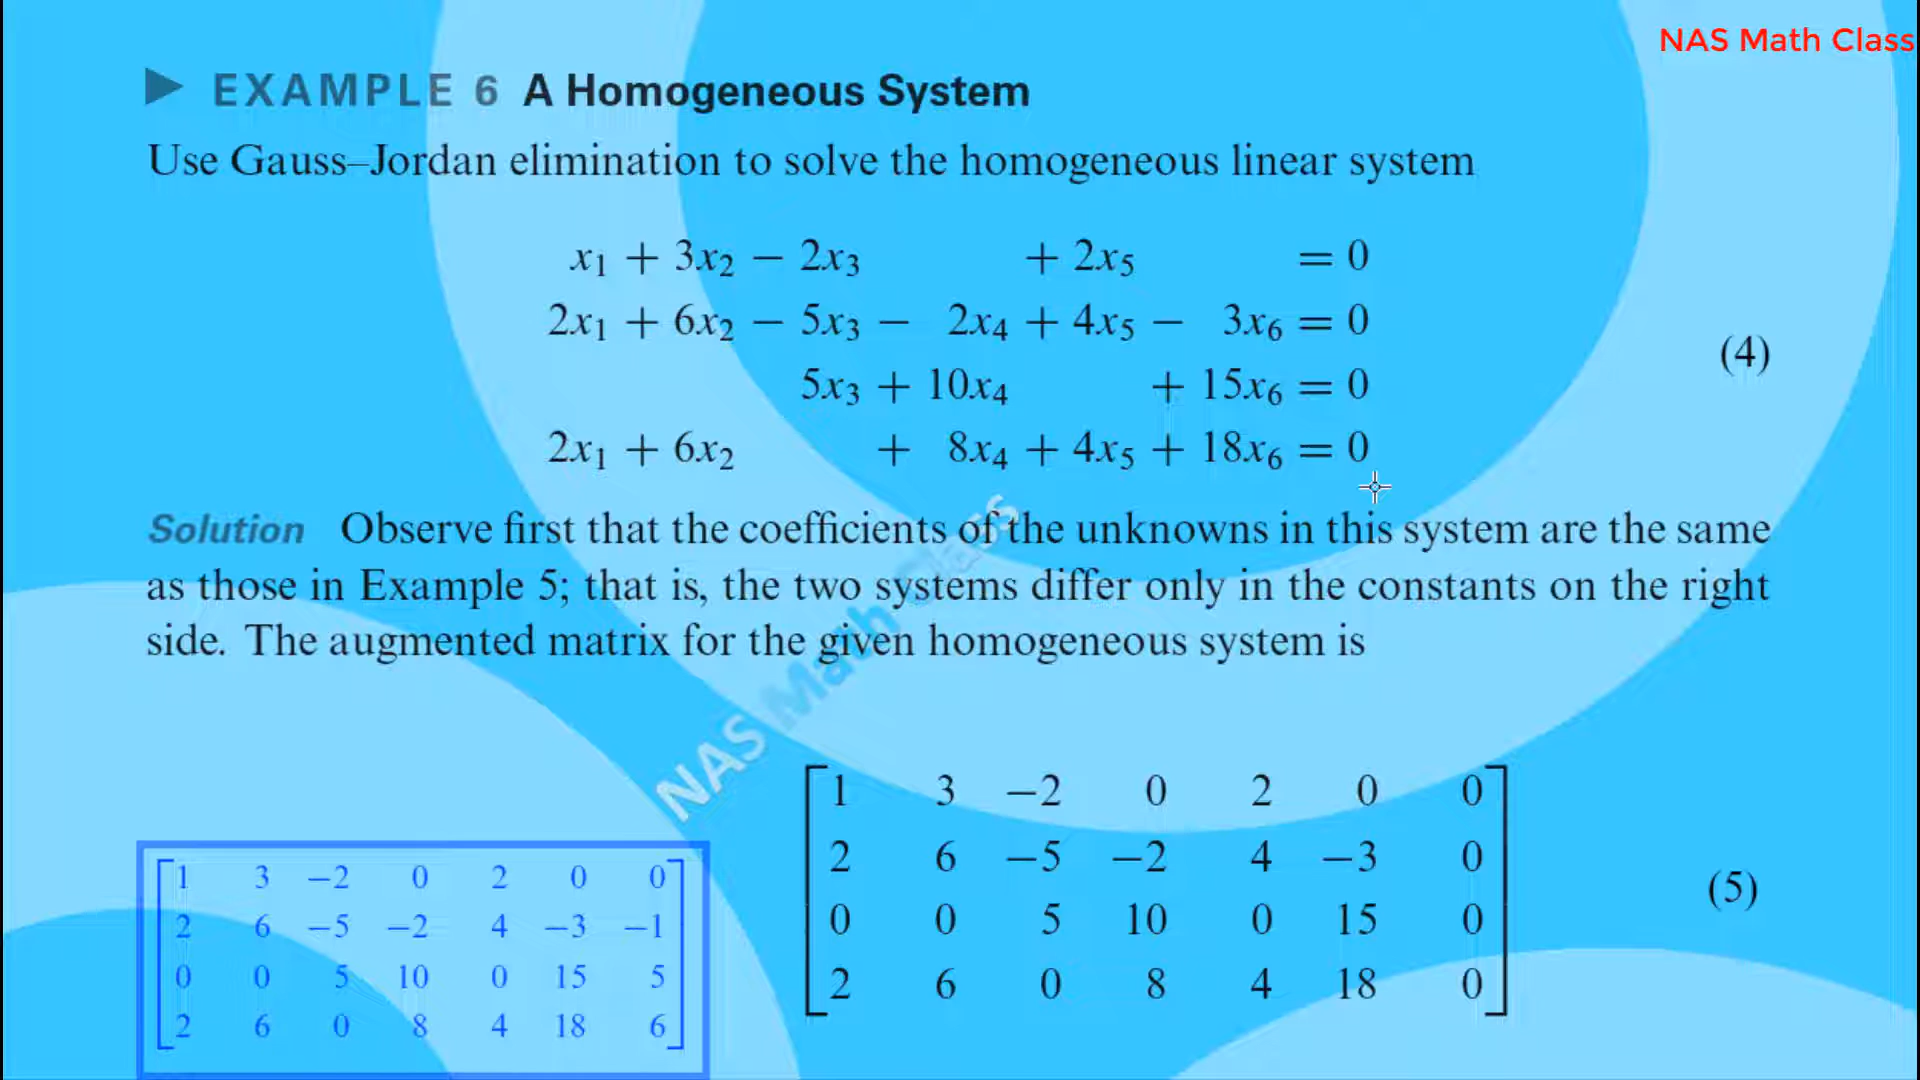 NAS Math Class
EXAMPLE 6 A Homogeneous System
Use Gauss–Jordan elimination to solve the homogeneous linear system
x₁ + 3x₂ − 2x₃ + 2x₅ = 0
2x₁ + 6x₂ − 5x₃ − 2x₄ + 4x₅ − 3x₆ = 0
5x₃ + 10x₄ + 15x₆ = 0
2x₁ + 6x₂ + 8x₄ + 4x₅ + 18x₆ = 0
(4)
Solution Observe first that the coefficients of the unknowns in this system are the same
as those in Example 5; that is, the two systems differ only in the constants on the right
side. The augmented matrix for the given homogeneous system is
NAS Math Class
1 3 −2 0 2 0 0
2 6 −5 −2 4 −3 0
0 0 5 10 0 15 0
2 6 0 8 4 18 0
(5)
1 3 −2 0 2 0 0
2 6 −5 −2 4 −3 −1
0 0 5 10 0 15 5
2 6 0 8 4 18 6